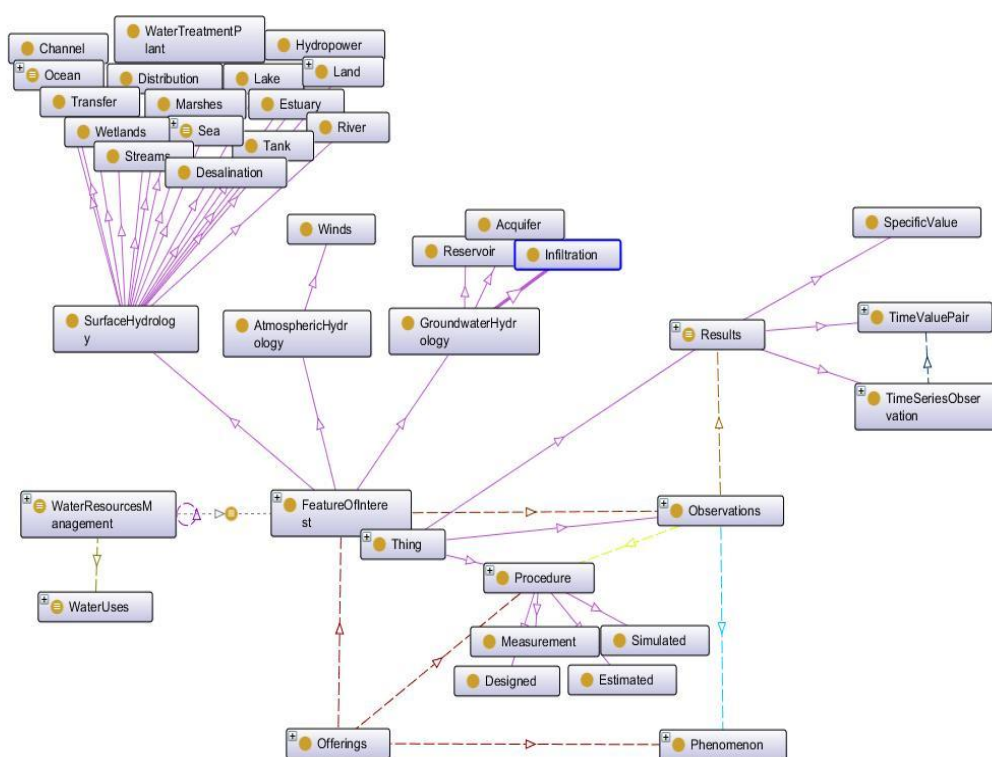 WaterTreatmentP
lant
Channel
Hydropower
Ocean
Distribution
Lake
Land
Transfer
Marshes
Estuary
Wetlands
Sea
River
Streams
Tank
Desalination
Winds
Acquifer
Reservoir
Infiltration
SpecificValue
SurfaceHydrolog
y
AtmosphericHydr
ology
GroundwaterHydr
ology
Results
TimeValuePair
TimeSeriesObser
vation
WaterResourcesM
anagement
FeatureOfInter
est
Observations
Thing
Procedure
WaterUses
Measurement
Simulated
Designed
Estimated
Offerings
Phenomenon